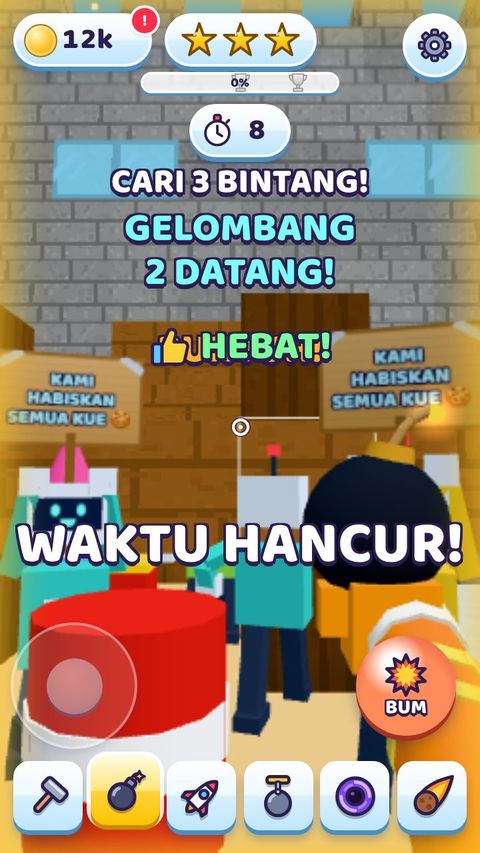 12k
!
0%
8
CARI 3 BINTANG!
GELOMBANG
2 DATANG!
HEBAT!
KAMI
HABISKAN
SEMUA KUE
KAMI
HABISKAN
SEMUA KUE
WAKTU HANCUR!
BUM